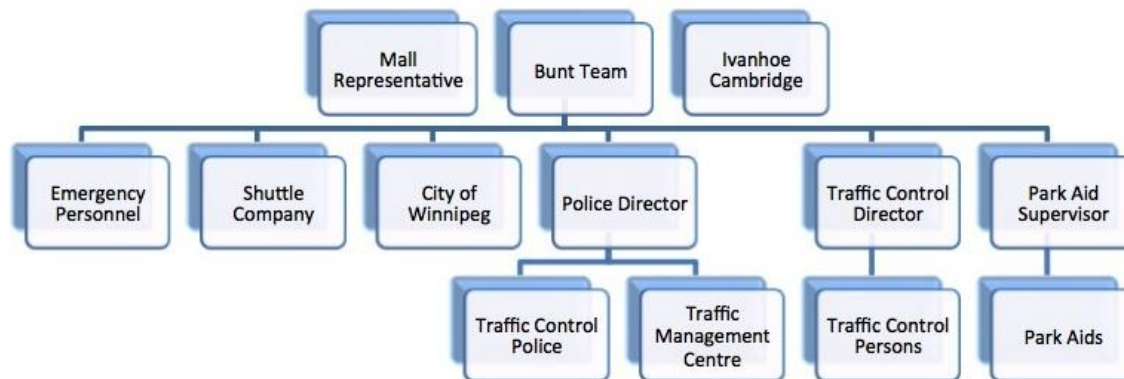 Mall
Representative
Bunt Team
Ivanhoe
Cambridge
Emergency
Personnel
Shuttle
Company
City of
Winnipeg
Police Director
Traffic Control
Director
Park Aid
Supervisor
Traffic Control
Police
Traffic
Management
Centre
Traffic Control
Persons
Park Aids